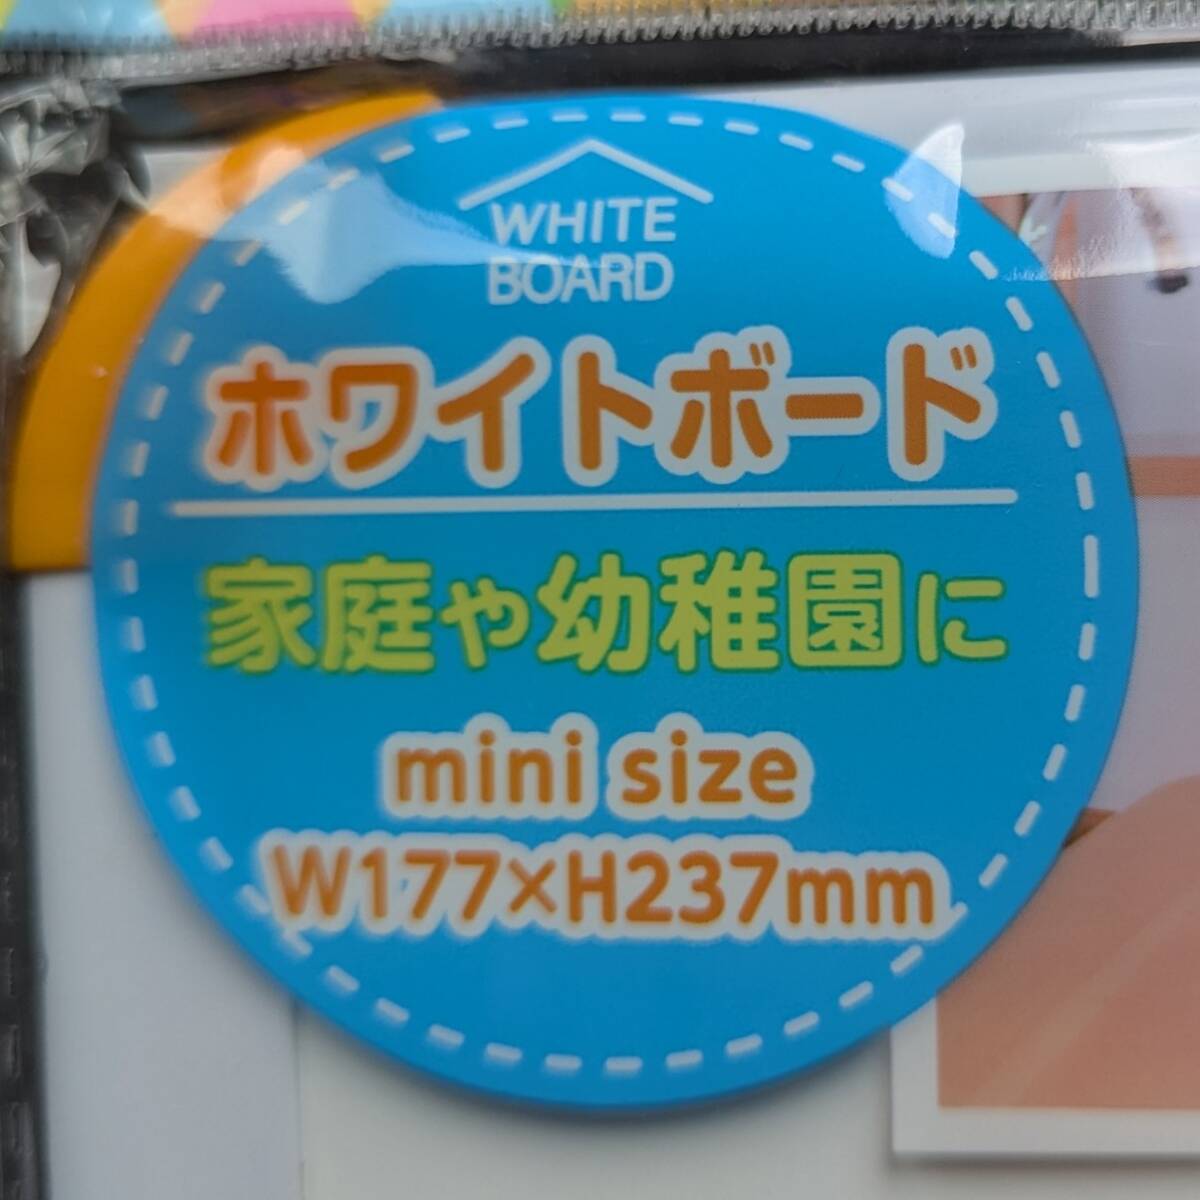 WHITE
BOARD
ホワイトボード
家庭や幼稚園に
mini size
W177×H237mm